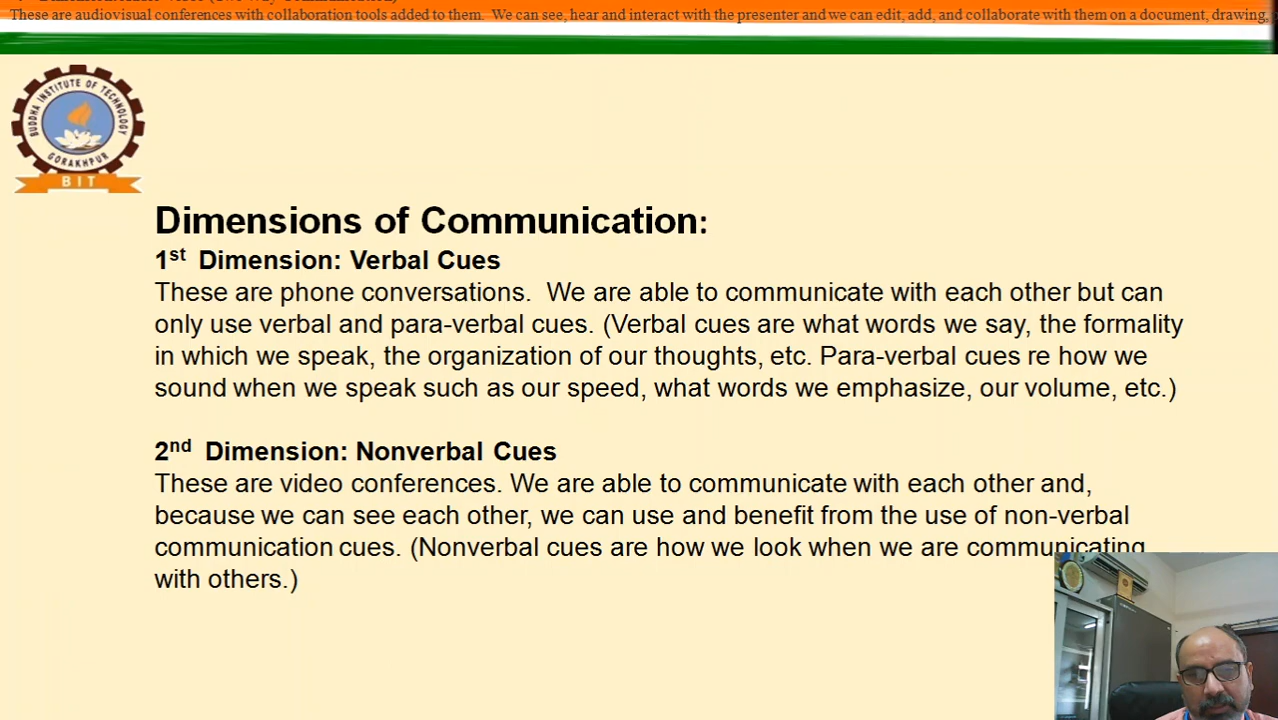 These are audiovisual conferences with collaboration tools added to them. We can see, hear and interact with the presenter and we can edit, add, and collaborate with them on a document, drawing,
BUDDHA INSTITUTE OF TECHNOLOGY
GORAKHPUR
BIT
Dimensions of Communication:
1st Dimension: Verbal Cues
These are phone conversations. We are able to communicate with each other but can
only use verbal and para-verbal cues. (Verbal cues are what words we say, the formality
in which we speak, the organization of our thoughts, etc. Para-verbal cues re how we
sound when we speak such as our speed, what words we emphasize, our volume, etc.)
2nd Dimension: Nonverbal Cues
These are video conferences. We are able to communicate with each other and,
because we can see each other, we can use and benefit from the use of non-verbal
communication cues. (Nonverbal cues are how we look when we are communicating
with others.)